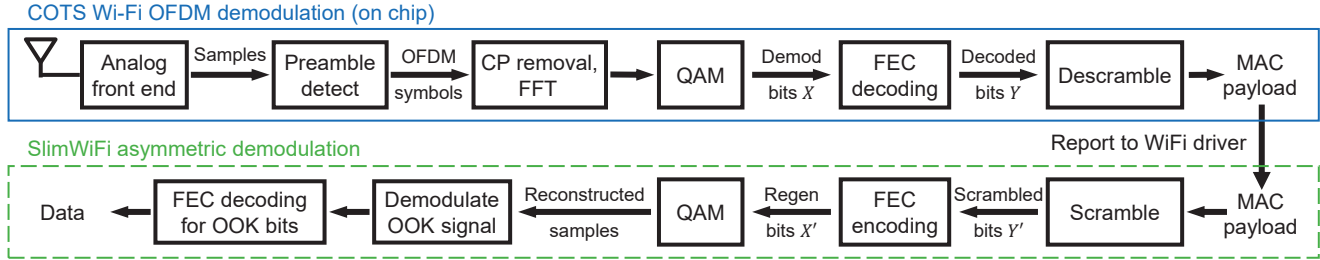 COTS Wi-Fi OFDM demodulation (on chip)
Analog
front end
Samples
Preamble
detect
OFDM
symbols
CP removal,
FFT
QAM
Demod
bits X
FEC
decoding
Decoded
bits Y
Descramble
MAC
payload
Report to WiFi driver
SlimWiFi asymmetric demodulation
Data
FEC decoding
for OOK bits
Demodulate
OOK signal
Reconstructed
samples
QAM
Regen
bits X′
FEC
encoding
Scrambled
bits Y′
Scramble
MAC
payload